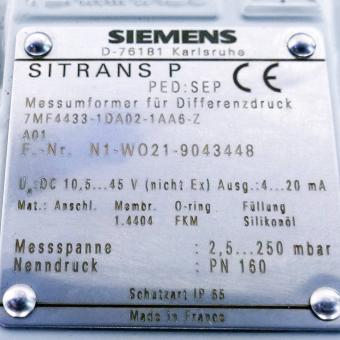 SIEMENS
D-76181 Karlsruhe
SITRANS P
PED:SEP CE
Messumformer für Differenzdruck
7MF4433-1DA02-1AA6-Z
A01
F.-Nr. N1-WO21-9043448
UH:DC 10,5...45 V (nicht Ex) Ausg.:4...20 mA
Mat.: Anschl. Membr. O-ring Füllung
1.4404 FKM Silikonöl
Messspanne : 2,5...250 mbar
Nenndruck : PN 160
Schutzart IP 65
Made in France